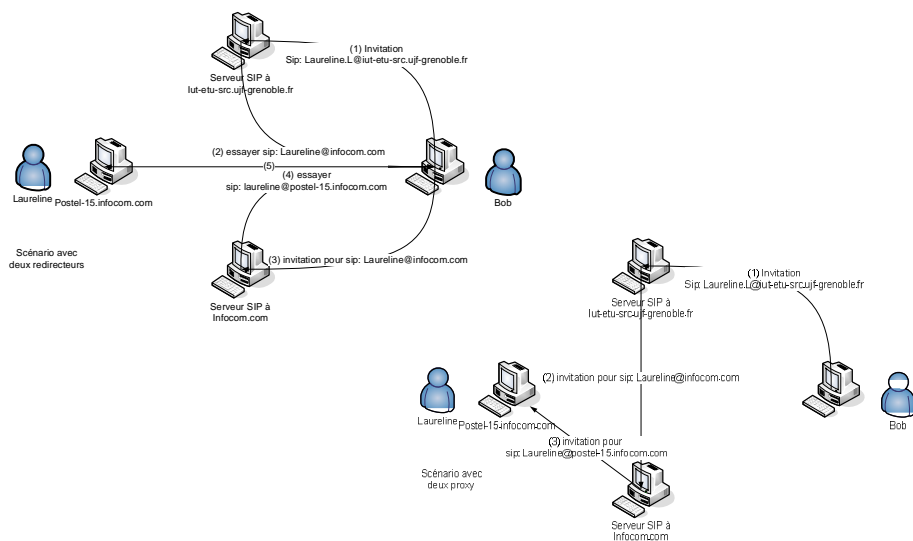 (1) Invitation
Sip: Laureline.L@iut-etu-src.ujf-grenoble.fr
Serveur SIP à
Iut-etu-src.ujf-grenoble.fr
(2) essayer sip: Laureline@infocom.com
(5)
(4) essayer
sip: laureline@postel-15.infocom.com
Laureline
Postel-15.infocom.com
Bob
Scénario avec
deux redirecteurs
(3) invitation pour sip: Laureline@infocom.com
Serveur SIP à
Infocom.com
(1) Invitation
Sip: Laureline.L@iut-etu-src.ujf-grenoble.fr
Serveur SIP à
Iut-etu-src.ujf-grenoble.fr
(2) invitation pour sip: Laureline@infocom.com
Laureline
Postel-15.infocom.com
Bob
(3) invitation pour
sip: Laureline@postel-15.infocom.com
Scénario avec
deux proxy
Serveur SIP à
Infocom.com